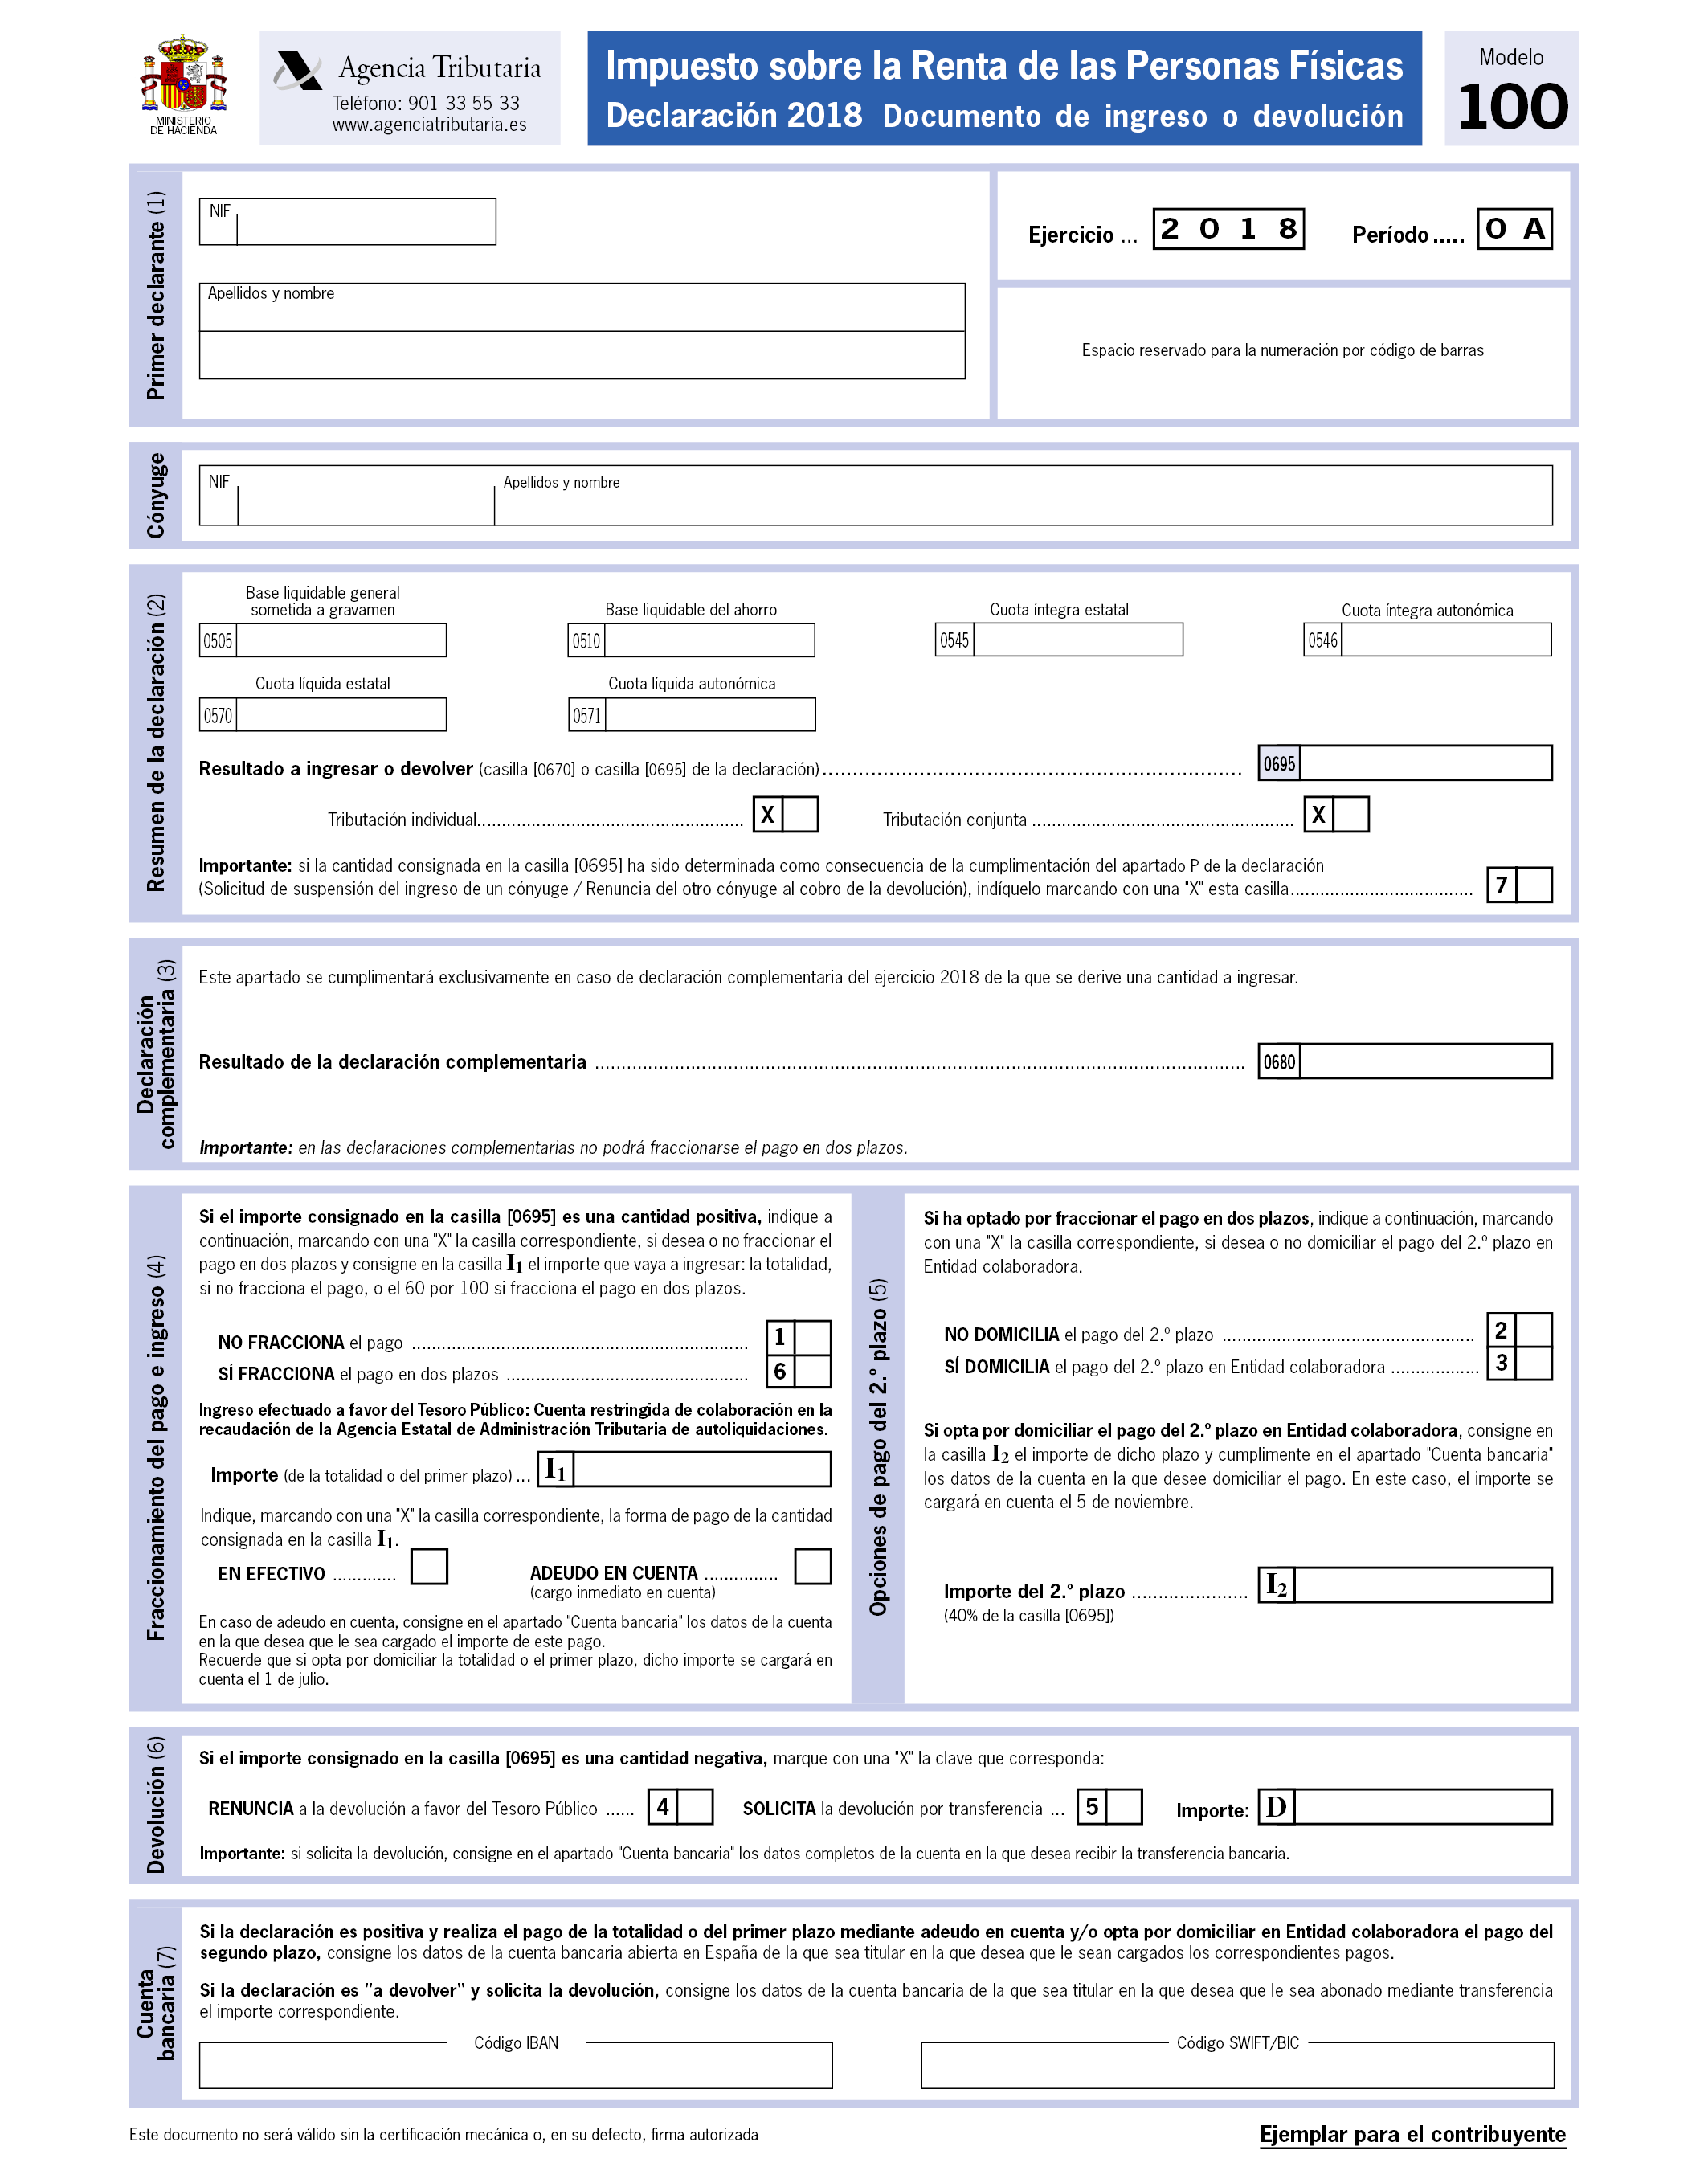 MINISTERIO
DE HACIENDA
Agencia Tributaria
Teléfono: 901 33 55 33
www.agenciatributaria.es
Impuesto sobre la Renta de las Personas Físicas
Declaración 2018 Documento de ingreso o devolución
Modelo
100
Primer declarante (1)
NIF
Apellidos y nombre
Ejercicio ... 2 0 1 8 Período ..... 0 A
Espacio reservado para la numeración por código de barras
Cónyuge
NIF
Apellidos y nombre
Resumen de la declaración (2)
Base liquidable general
sometida a gravamen
0505
Base liquidable del ahorro
0510
Cuota íntegra estatal
0545
Cuota íntegra autonómica
0546
Cuota líquida estatal
0570
Cuota líquida autonómica
0571
Resultado a ingresar o devolver (casilla [0670] o casilla [0695] de la declaración) ..... 0695
Tribut​ación individual..... X
Tributación conjunta ..... X
Importante: si la cantidad consignada en la casilla [0695] ha sido determinada como consecuencia de la cumplimentación del apartado P de la declaración
(Solicitud de suspensión del ingreso de un cónyuge / Renuncia del otro cónyuge al cobro de la devolución), indíquelo marcando con una "X" esta casilla..... 7
Declaración
complementaria (3)
Este apartado se cumplimentará exclusivamente en caso de declaración complementaria del ejercicio 2018 de la que se derive una cantidad a ingresar.
Resultado de la declaración complementaria ..... 0680
Importante: en las declaraciones complementarias no podrá fraccionarse el pago en dos plazos.
Fraccionamiento del pago e ingreso (4)
Si el importe consignado en la casilla [0695] es una cantidad positiva, indique a
continuación, marcando con una "X" la casilla correspondiente, si desea o no fraccionar el
pago en dos plazos y consigne en la casilla I1 el importe que vaya a ingresar: la totalidad,
si no fracciona el pago, o el 60 por 100 si fracciona el pago en dos plazos.
NO FRACCIONA el pago ..... 1
SÍ FRACCIONA el pago en dos plazos ..... 6
Ingreso efectuado a favor del Tesoro Público: Cuenta restringida de colaboración en la
recaudación de la Agencia Estatal de Administración Tributaria de autoliquidaciones.
Importe (de la totalidad o del primer plazo) ... I1
Indique, marcando con una "X" la casilla correspondiente, la forma de pago de la cantidad
consignada en la casilla I1.
EN EFECTIVO .....
ADEUDO EN CUENTA .....
(cargo inmediato en cuenta)
En caso de adeudo en cuenta, consigne en el apartado "Cuenta bancaria" los datos de la cuenta
en la que desea que le sea cargado el importe de este pago.
Recuerde que si opta por domiciliar la totalidad o el primer plazo, dicho importe se cargará en
cuenta el 1 de julio.
Opciones de pago del 2.º plazo (5)
Si ha optado por fraccionar el pago en dos plazos, indique a continuación, marcando
con una "X" la casilla correspondiente, si desea o no domiciliar el pago del 2.º plazo en
Entidad colaboradora.
NO DOMICILIA el pago del 2.º plazo ..... 2
SÍ DOMICILIA el pago del 2.º plazo en Entidad colaboradora ..... 3
Si opta por domiciliar el pago del 2.º plazo en Entidad colaboradora, consigne en
la casilla I2 el importe de dicho plazo y cumplimente en el apartado "Cuenta bancaria"
los datos de la cuenta en la que desee domiciliar el pago. En este caso, el importe se
cargará en cuenta el 5 de noviembre.
Importe del 2.º plazo ..... I2
(40% de la casilla [0695])
Devolución (6)
Si el importe consignado en la casilla [0695] es una cantidad negativa, marque con una "X" la clave que corresponda:
RENUNCIA a la devolución a favor del Tesoro Público ...... 4
SOLICITA la devolución por transferencia ... 5
Importe: D
Importante: si solicita la devolución, consigne en el apartado "Cuenta bancaria" los datos completos de la cuenta en la que desea recibir la transferencia bancaria.
Cuenta
bancaria (7)
Si la declaración es positiva y realiza el pago de la totalidad o del primer plazo mediante adeudo en cuenta y/o opta por domiciliar en Entidad colaboradora el pago del
segundo plazo, consigne los datos de la cuenta bancaria abierta en España de la que sea titular en la que desea que le sean cargados los correspondientes pagos.
Si la declaración es "a devolver" y solicita la devolución, consigne los datos de la cuenta bancaria de la que sea titular en la que desea que le sea abonado mediante transferencia
el importe correspondiente.
Código IBAN
Código SWIFT/BIC
Este documento no será válido sin la certificación mecánica o, en su defecto, firma autorizada
Ejemplar para el contribuyente